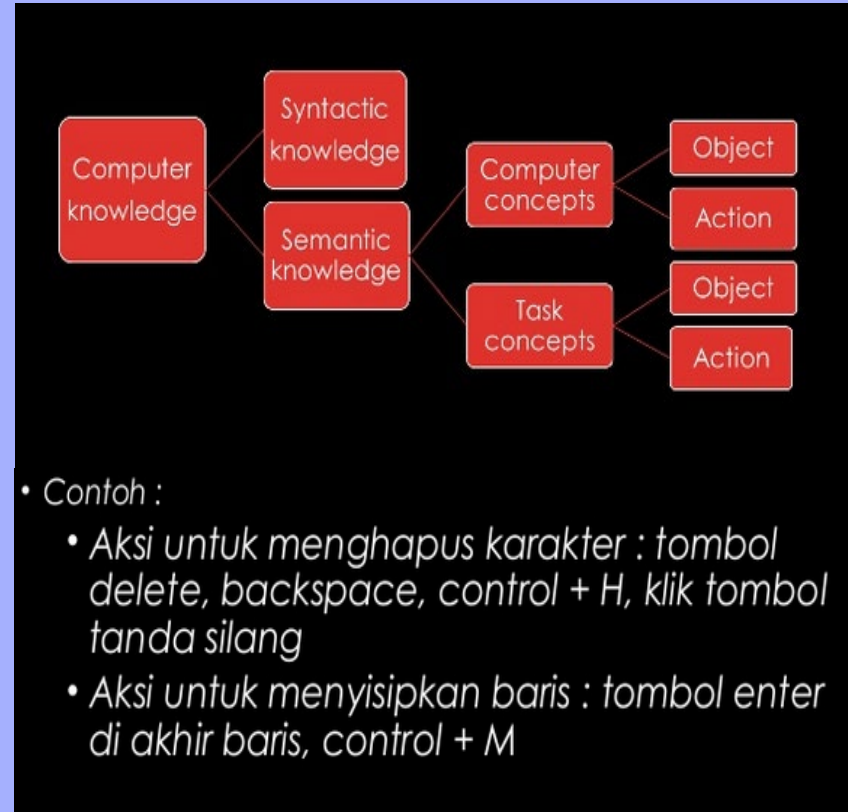 Computer
knowledge
Syntactic
knowledge
Semantic
knowledge
Computer
concepts
Task
concepts
Object
Action
Object
Action
• Contoh :
• Aksi untuk menghapus karakter : tombol
delete, backspace, control + H, klik tombol
tanda silang
• Aksi untuk menyisipkan baris : tombol enter
di akhir baris, control + M